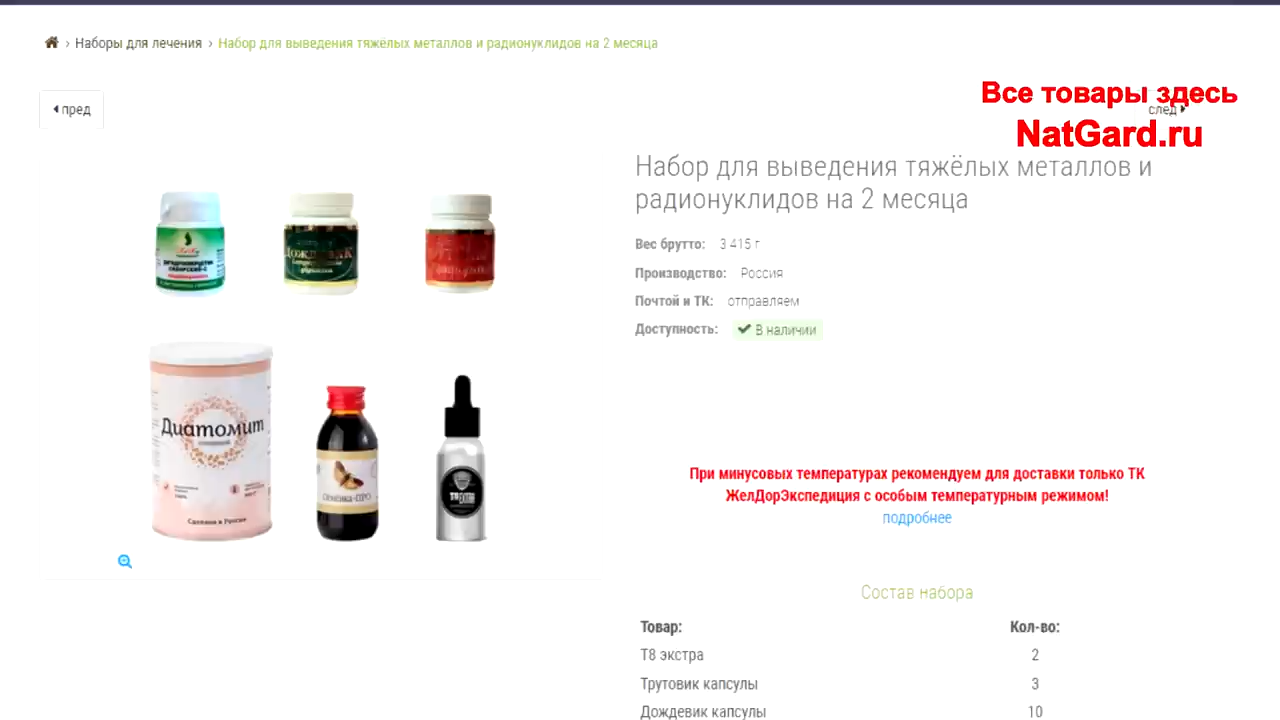 Наборы для лечения › Набор для выведения тяжёлых металлов и радионуклидов на 2 месяца
пред
Все товары здесь
след
NatGard.ru
Набор для выведения тяжёлых металлов и
радионуклидов на 2 месяца
Вес брутто: 3 415 г
Производство: Россия
Почтой и ТК: отправляем
Доступность: В наличии
Диатомит
Сделано в России
При минусовых температурах рекомендуем для доставки только ТК
ЖелДорЭкспедиция с особым температурным режимом!
подробнее
Состав набора
Товар: Кол-во:
Т8 экстра 2
Трутовик капсулы 3
Дождевик капсулы 10